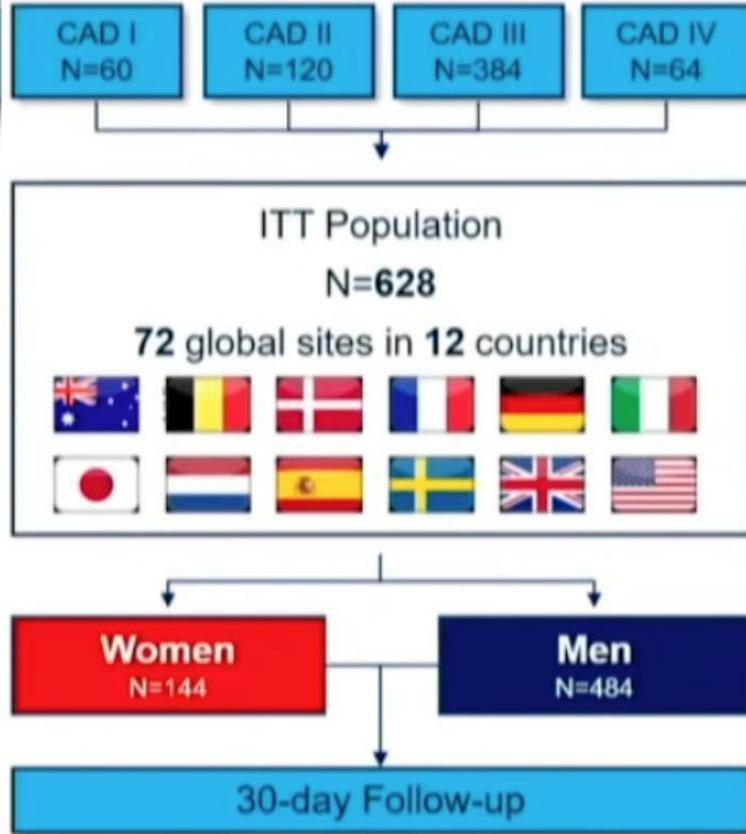 CAD I
N=60
CAD II
N=120
CAD III
N=384
CAD IV
N=64
ITT Population
N=628
72 global sites in 12 countries
Women
N=144
Men
N=484
30-day Follow-up